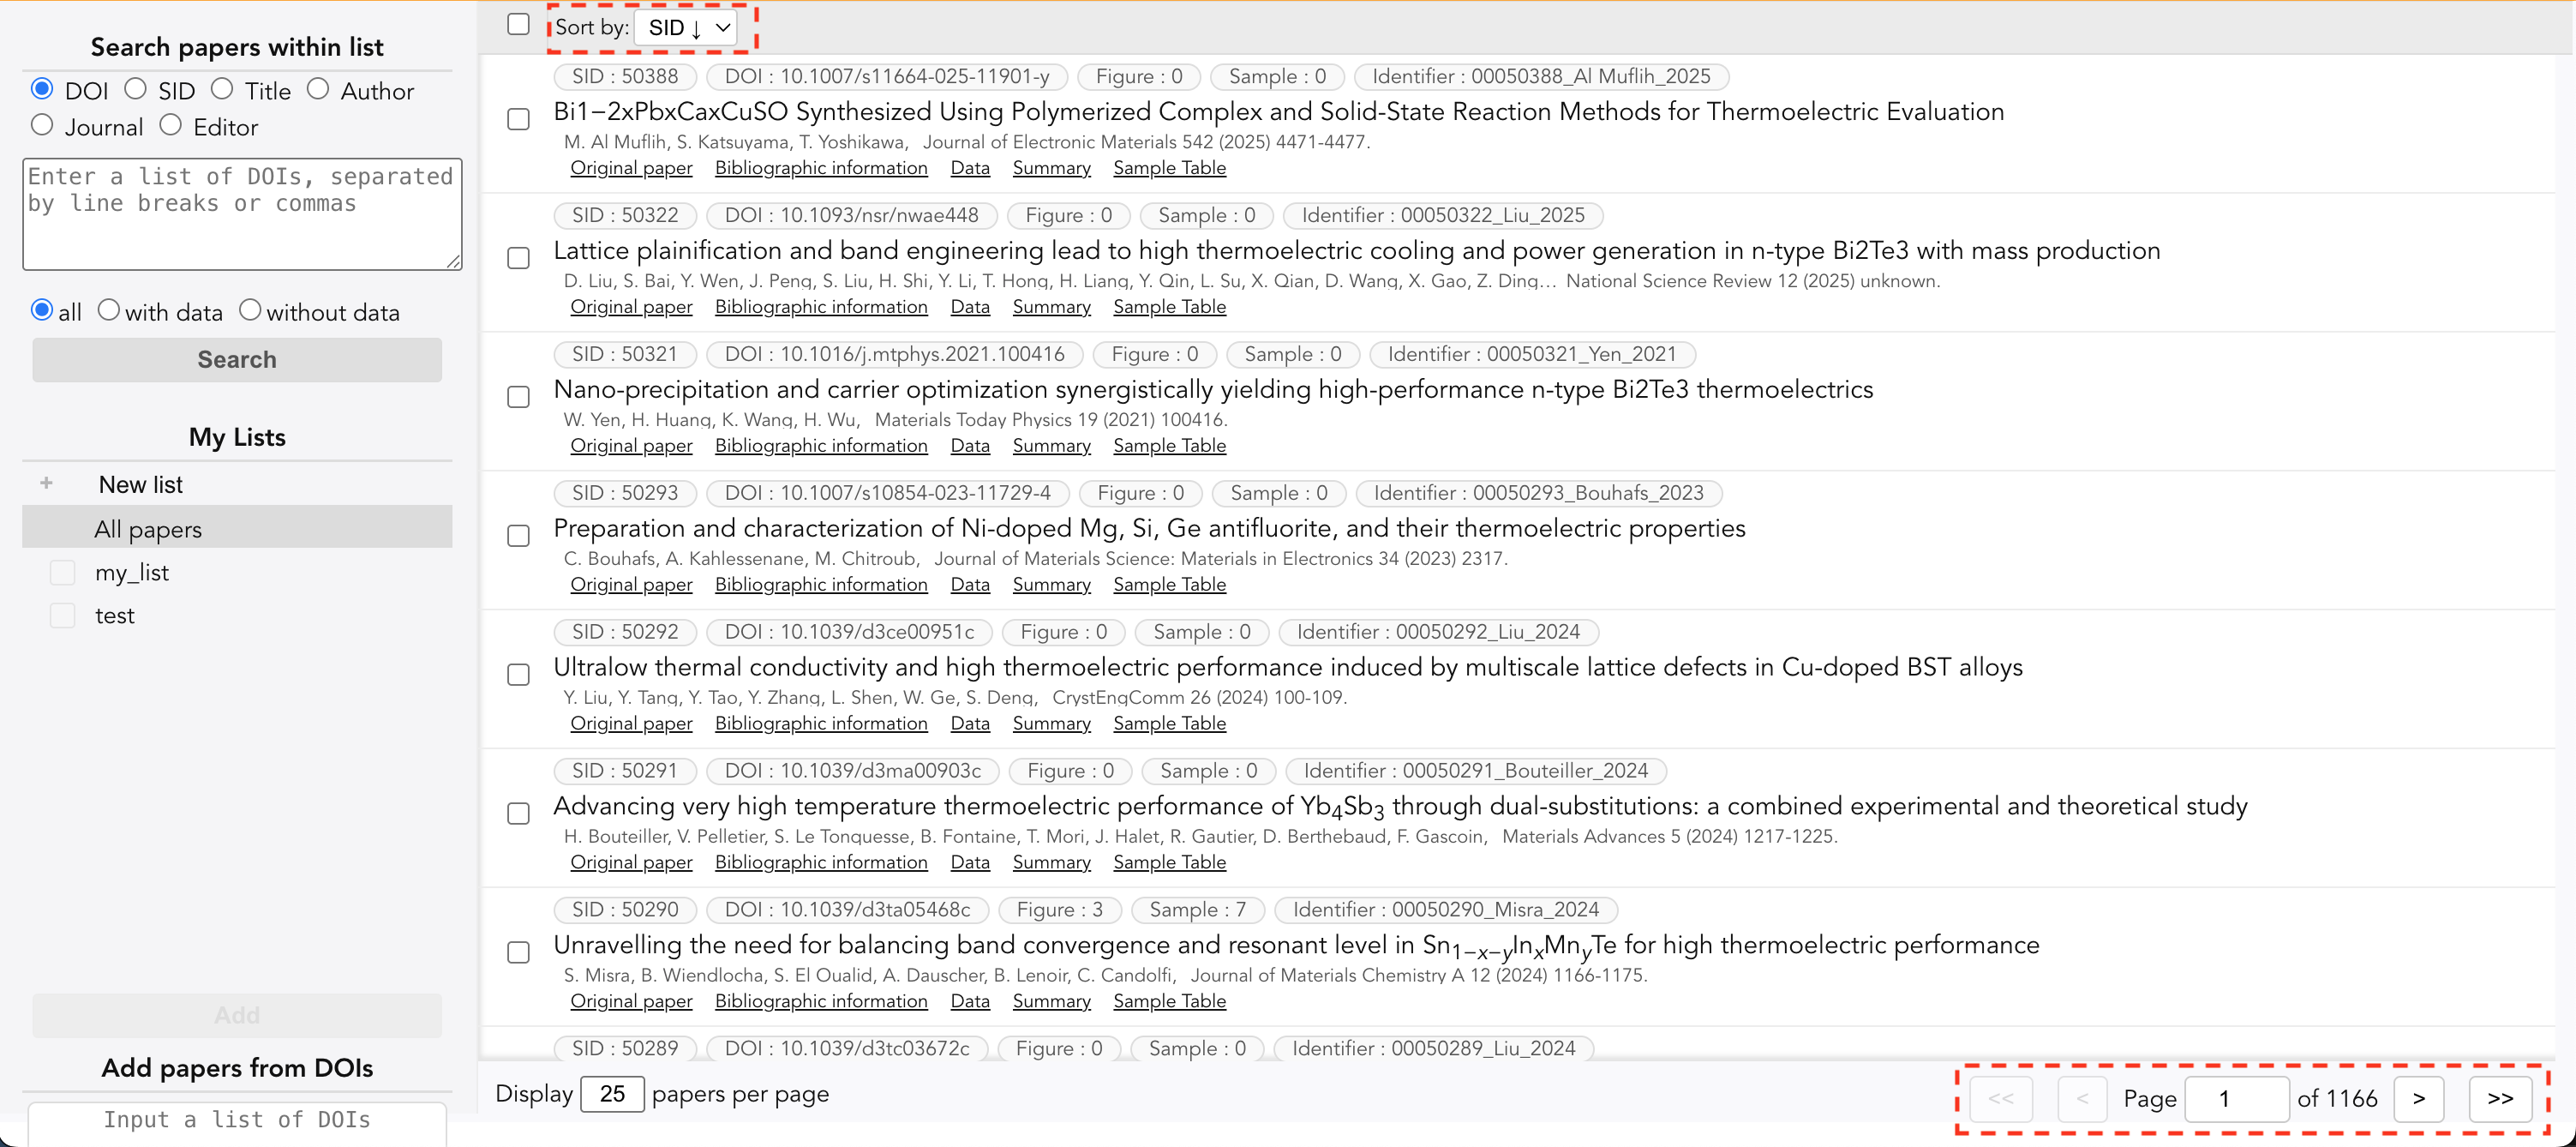 Search papers within list
DOI SID Title Author
Journal Editor
Enter a list of DOIs, separated
by line breaks or commas
all with data without data
Search
My Lists
+ New list
All papers
my_list
test
Add
Add papers from DOIs
Input a list of DOIs
Sort by: SID ↓
SID : 50388 DOI : 10.1007/s11664-025-11901-y Figure : 0 Sample : 0 Identifier : 00050388_Al Muflih_2025
Bi1−2xPbxCaxCuSO Synthesized Using Polymerized Complex and Solid-State Reaction Methods for Thermoelectric Evaluation
M. Al Muflih, S. Katsuyama, T. Yoshikawa, Journal of Electronic Materials 542 (2025) 4471-4477.
Original paper Bibliographic information Data Summary Sample Table
SID : 50322 DOI : 10.1093/nsr/nwae448 Figure : 0 Sample : 0 Identifier : 00050322_Liu_2025
Lattice plainification and band engineering lead to high thermoelectric cooling and power generation in n-type Bi2Te3 with mass production
D. Liu, S. Bai, Y. Wen, J. Peng, S. Liu, H. Shi, Y. Li, T. Hong, H. Liang, Y. Qin, L. Su, X. Qian, D. Wang, X. Gao, Z. Ding… National Science Review 12 (2025) unknown.
Original paper Bibliographic information Data Summary Sample Table
SID : 50321 DOI : 10.1016/j.mtphys.2021.100416 Figure : 0 Sample : 0 Identifier : 00050321_Yen_2021
Nano-precipitation and carrier optimization synergistically yielding high-performance n-type Bi2Te3 thermoelectrics
W. Yen, H. Huang, K. Wang, H. Wu, Materials Today Physics 19 (2021) 100416.
Original paper Bibliographic information Data Summary Sample Table
SID : 50293 DOI : 10.1007/s10854-023-11729-4 Figure : 0 Sample : 0 Identifier : 00050293_Bouhafs_2023
Preparation and characterization of Ni-doped Mg, Si, Ge antifluorite, and their thermoelectric properties
C. Bouhafs, A. Kahlessenane, M. Chitroub, Journal of Materials Science: Materials in Electronics 34 (2023) 2317.
Original paper Bibliographic information Data Summary Sample Table
SID : 50292 DOI : 10.1039/d3ce00951c Figure : 0 Sample : 0 Identifier : 00050292_Liu_2024
Ultralow thermal conductivity and high thermoelectric performance induced by multiscale lattice defects in Cu-doped BST alloys
Y. Liu, Y. Tang, Y. Tao, Y. Zhang, L. Shen, W. Ge, S. Deng, CrystEngComm 26 (2024) 100-109.
Original paper Bibliographic information Data Summary Sample Table
SID : 50291 DOI : 10.1039/d3ma00903c Figure : 0 Sample : 0 Identifier : 00050291_Bouteiller_2024
Advancing very high temperature thermoelectric performance of Yb₄Sb₃ through dual-substitutions: a combined experimental and theoretical study
H. Bouteiller, V. Pelletier, S. Le Tonquesse, B. Fontaine, T. Mori, J. Halet, R. Gautier, D. Berthebaud, F. Gascoin, Materials Advances 5 (2024) 1217-1225.
Original paper Bibliographic information Data Summary Sample Table
SID : 50290 DOI : 10.1039/d3ta05468c Figure : 3 Sample : 7 Identifier : 00050290_Misra_2024
Unravelling the need for balancing band convergence and resonant level in Sn1−x−yInxMnyTe for high thermoelectric performance
S. Misra, B. Wiendlocha, S. El Oualid, A. Dauscher, B. Lenoir, C. Candolfi, Journal of Materials Chemistry A 12 (2024) 1166-1175.
Original paper Bibliographic information Data Summary Sample Table
SID : 50289 DOI : 10.1039/d3tc03672c Figure : 0 Sample : 0 Identifier : 00050289_Liu_2024
Display 25 papers per page
<< < Page 1 of 1166 > >>